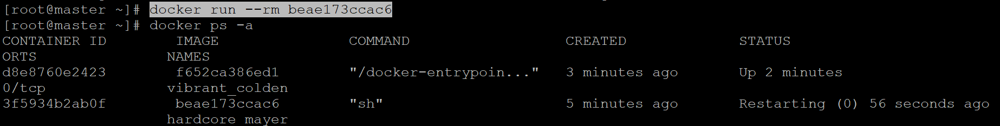 [root@master ~]# docker run --rm beae173ccac6
[root@master ~]# docker ps -a
CONTAINER ID        IMAGE               COMMAND                  CREATED             STATUS
ORTS               NAMES
d8e8760e2423        f652ca386ed1        "/docker-entrypoin..."   3 minutes ago       Up 2 minutes
0/tcp              vibrant_colden
3f5934b2ab0f        beae173ccac6        "sh"                     5 minutes ago       Restarting (0) 56 seconds ago
                   hardcore_mayer